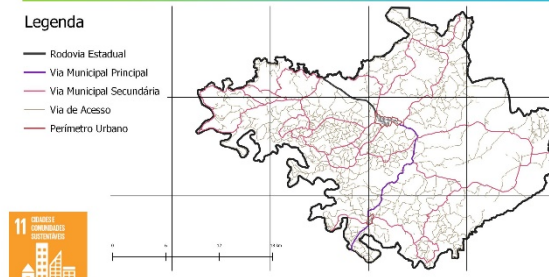 Legenda
Rodovia Estadual
Via Municipal Principal
Via Municipal Secundária
Via de Acesso
Perímetro Urbano
11 CIDADES E
COMUNIDADES
SUSTENTÁVEIS
0
12